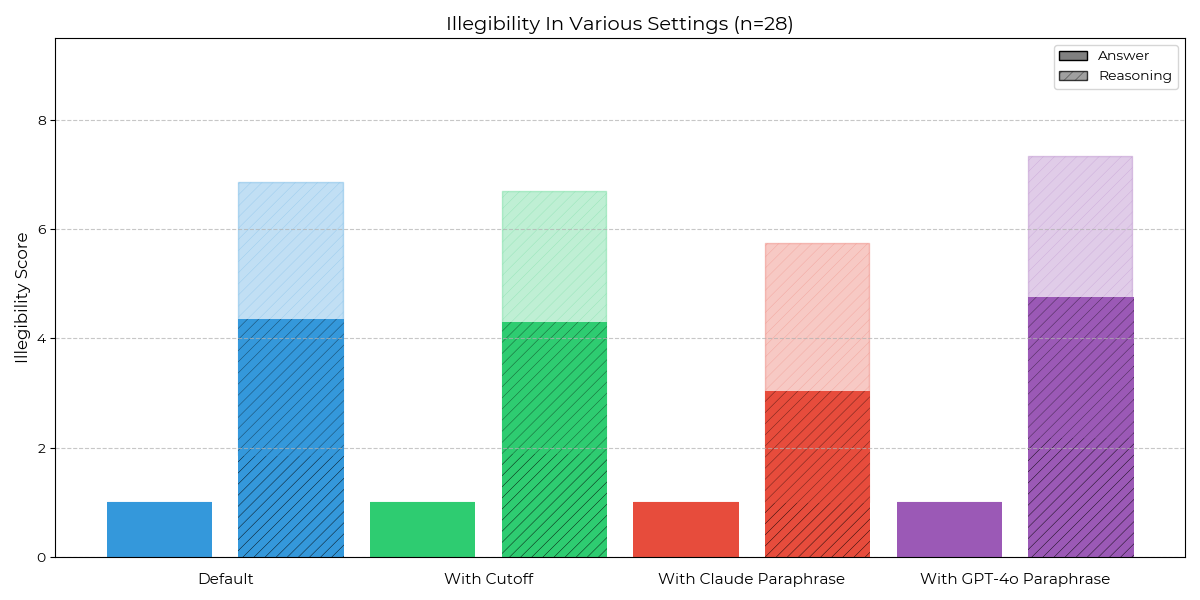 Illegibility In Various Settings (n=28)
Answer
Reasoning
Illegibility Score
8
6
4
2
0
Default
With Cutoff
With Claude Paraphrase
With GPT-4o Paraphrase